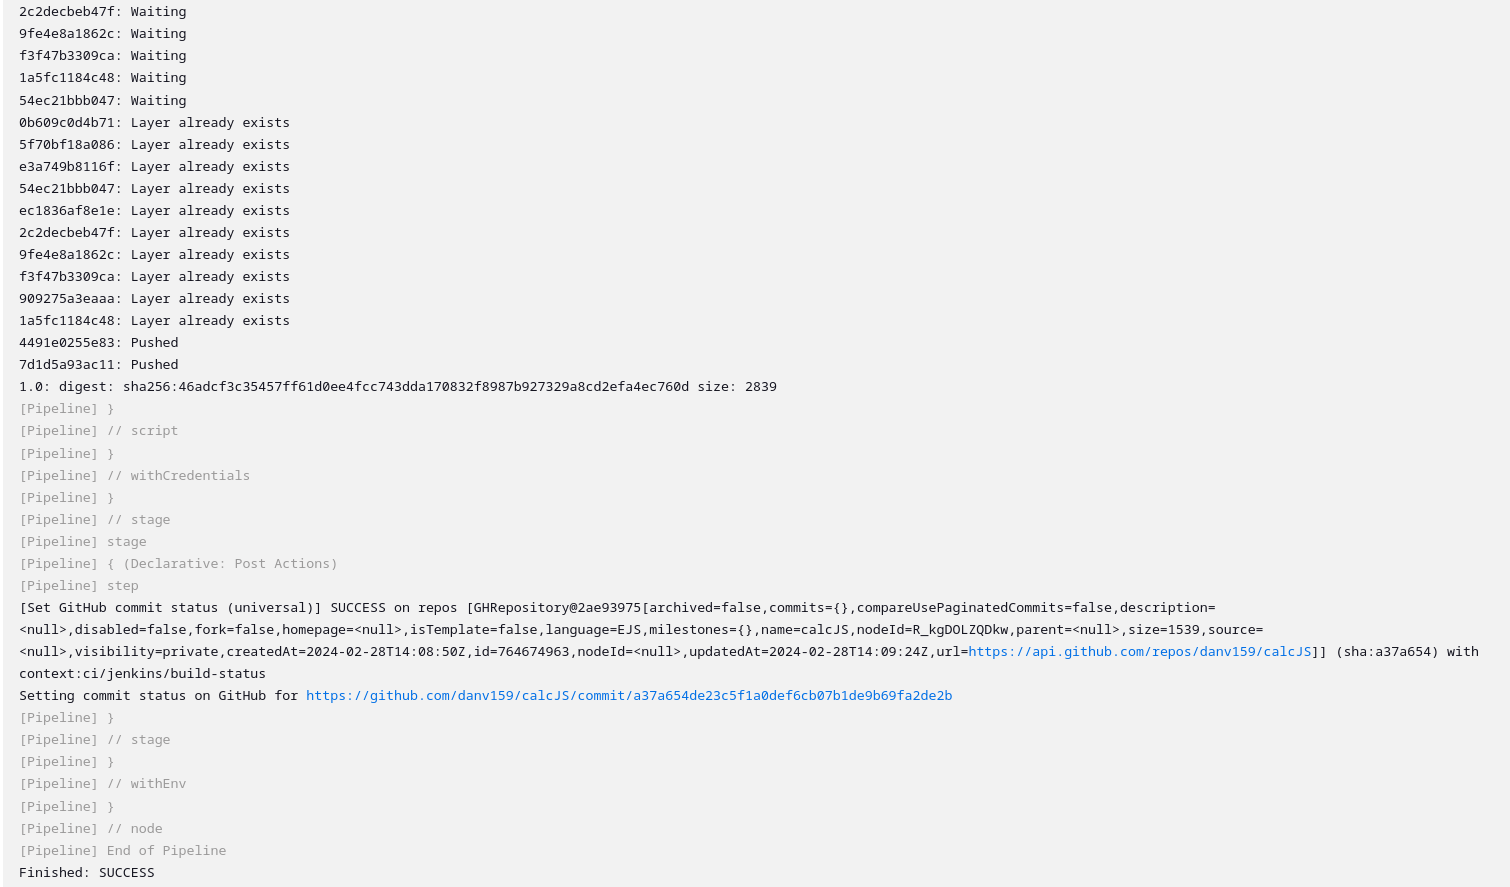 2c2decbeb47f: Waiting
9fe4e8a1862c: Waiting
f3f47b3309ca: Waiting
1a5fc1184c48: Waiting
54ec21bbb047: Waiting
0b609c0d4b71: Layer already exists
5f70bf18a086: Layer already exists
e3a749b8116f: Layer already exists
54ec21bbb047: Layer already exists
ec1836af8e1e: Layer already exists
2c2decbeb47f: Layer already exists
9fe4e8a1862c: Layer already exists
f3f47b3309ca: Layer already exists
909275a3eaaa: Layer already exists
1a5fc1184c48: Layer already exists
4491e0255e83: Pushed
7d1d5a93ac11: Pushed
1.0: digest: sha256:46adcf3c35457ff61d0ee4fcc743dda170832f8987b927329a8cd2efa4ec760d size: 2839
[Pipeline] }
[Pipeline] // script
[Pipeline] }
[Pipeline] // withCredentials
[Pipeline] }
[Pipeline] // stage
[Pipeline] stage
[Pipeline] { (Declarative: Post Actions)
[Pipeline] step
[Set GitHub commit status (universal)] SUCCESS on repos [GHRepository@2ae93975[archived=false,commits={},compareUsePaginatedCommits=false,description=
<null>,disabled=false,fork=false,homepage=<null>,isTemplate=false,language=EJS,milestones={},name=calcJS,nodeId=R_kgDOLZQDkw,parent=<null>,size=1539,source=
<null>,visibility=private,createdAt=2024-02-28T14:08:50Z,id=764674963,nodeId=<null>,updatedAt=2024-02-28T14:09:24Z,url=https://api.github.com/repos/danv159/calcJS]] (sha:a37a654) with
context:ci/jenkins/build-status
Setting commit status on GitHub for https://github.com/danv159/calcJS/commit/a37a654de23c5f1a0def6cb07b1de9b69fa2de2b
[Pipeline] }
[Pipeline] // stage
[Pipeline] }
[Pipeline] // withEnv
[Pipeline] }
[Pipeline] // node
[Pipeline] End of Pipeline
Finished: SUCCESS